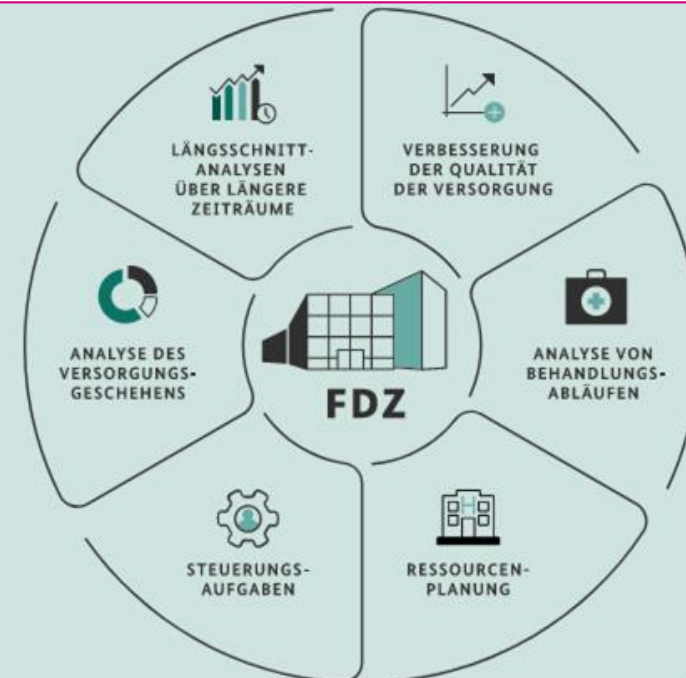 LÄNGSSCHNITT-
ANALYSEN
ÜBER LÄNGERE
ZEITRÄUME
VERBESSERUNG
DER QUALITÄT
DER VERSORGUNG
ANALYSE DES
VERSORGUNGS-
GESCHEHENS
FDZ
ANALYSE VON
BEHANDLUNGS-
ABLÄUFEN
STEUERUNGS-
AUFGABEN
H
RESSOURCEN-
PLANUNG